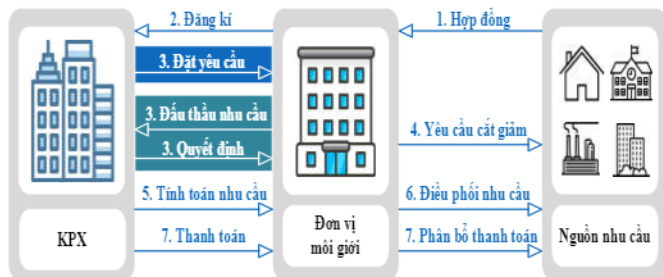 2. Đăng kí
1. Hợp đồng
3. Đặt yêu cầu
3. Đấu thầu nhu cầu
3. Quyết định
4. Yêu cầu cắt giảm
5. Tính toán nhu cầu
6. Điều phối nhu cầu
7. Thanh toán
7. Phân bổ thanh toán
KPX
Đơn vị
môi giới
Nguồn nhu cầu